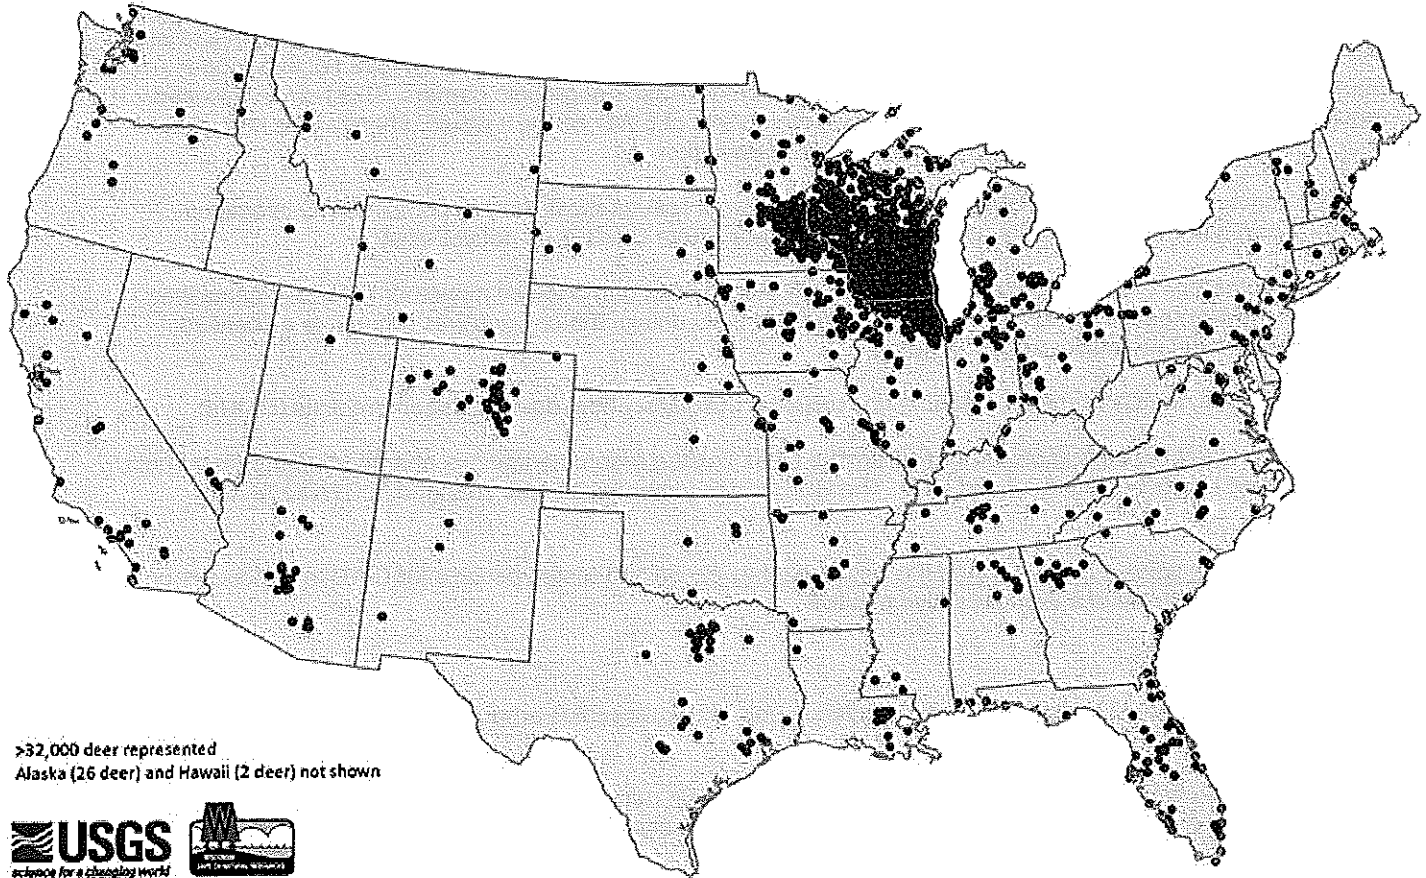 >32,000 deer represented
Alaska (26 deer) and Hawaii (2 deer) not shown
USGS
science for a changing world